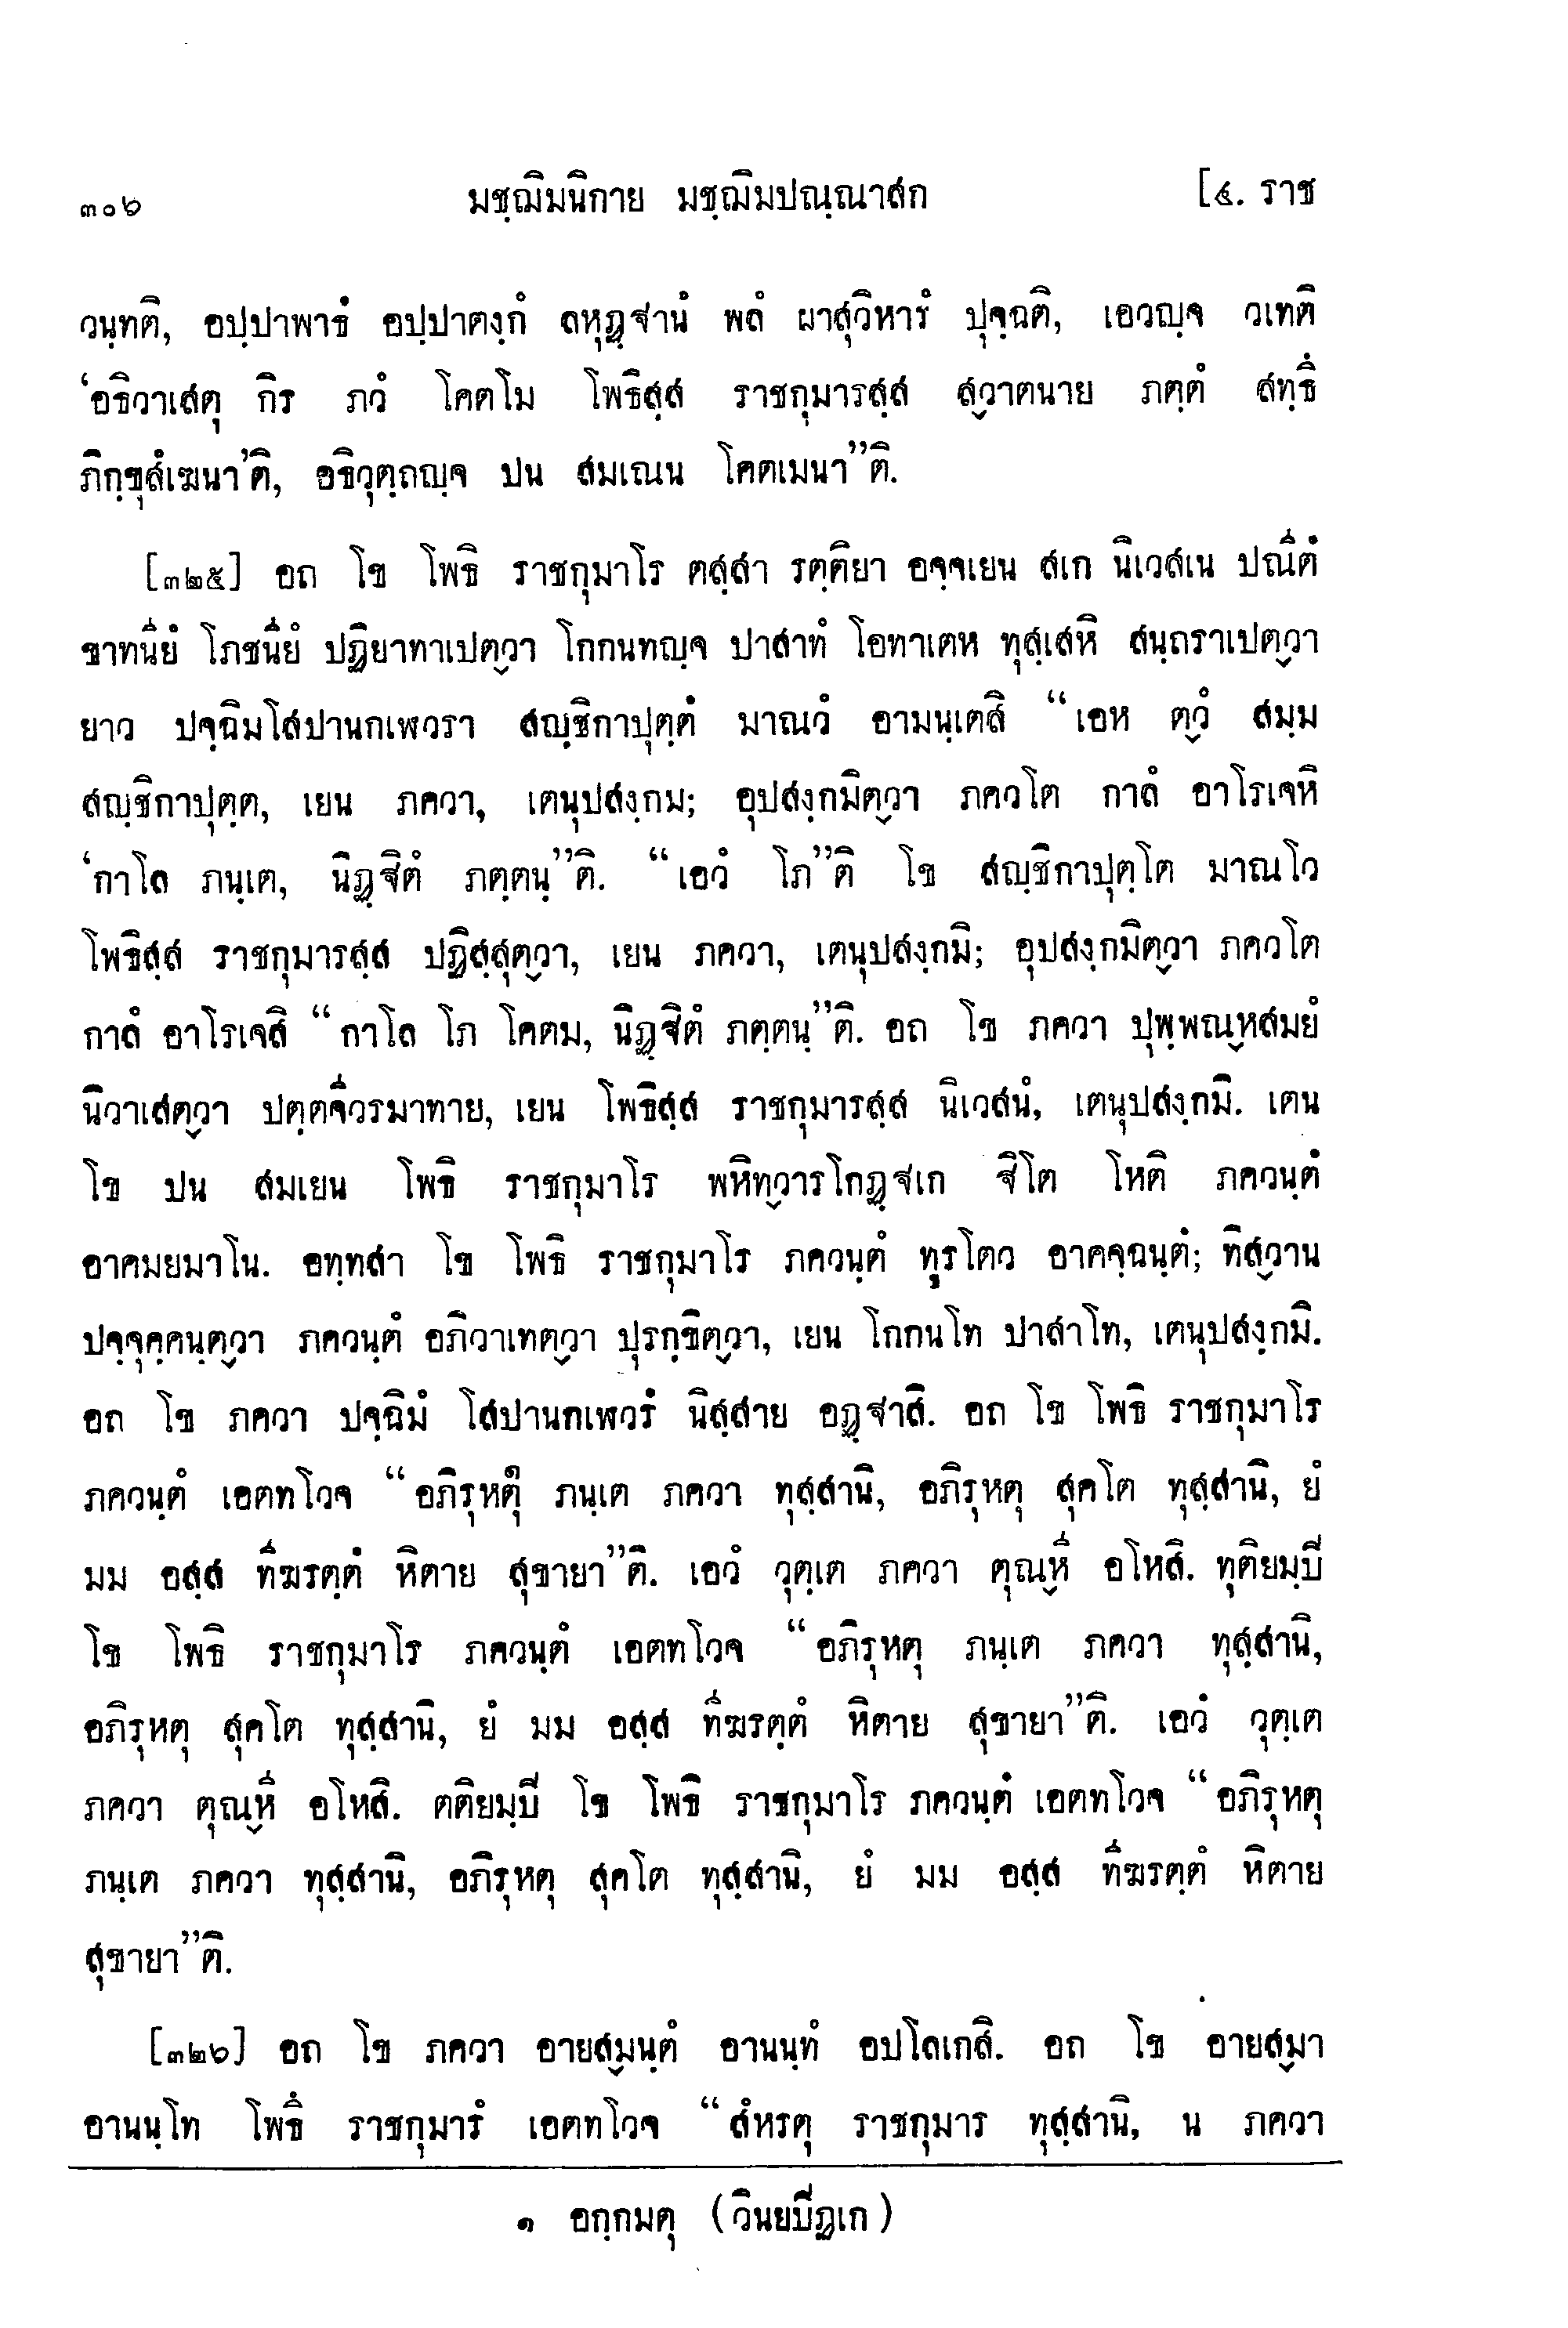 ๓๐๖ มชฺฌิมนิกาย มชฺฌิมปณฺณาสก [๔. ราช
วนฺทติ, อปฺปาพาธํ อปฺปาตงฺกํ ลหุฏฺฐานํ พลํ ผาสุวิหารํ ปุจฺฉติ, เอวญฺจ วเทติ
‘อธิวาเสตุ กิร ภวํ โคตโม โพธิสฺส ราชกุมารสฺส สฺวาตนาย ภตฺตํ สทฺธึ
ภิกฺขุสํเฆนา’ติ, อธิวุตฺถญฺจ ปน สมเณน โคตเมนา”ติ.
[๓๒๕] อถ โข โพธิ ราชกุมาโร ตสฺสา รตฺติยา อจฺจเยน สเก นิเวสเน ปณีตํ
ขาทนียํ โภชนียํ ปฏิยาทาเปตฺวา โกกนทญฺจ ปาสาทํ โอทาเตห ทุสฺเสหิ สนฺถราเปตฺวา
ยาว ปจฺฉิมโสปานกเพวรา สญฺชิกาปุตฺตํ มาณวํ อามนฺเตสิ “เอห ตฺวํ สมฺม
สญฺชิกาปุตฺต, เยน ภควา, เตนุปสงฺกม; อุปสงฺกมิตฺวา ภควโต กาลํ อาโรเจหิ
‘กาโล ภนฺเต, นิฏฺฐิตํ ภตฺตนฺ”ติ. “เอวํ โภ”ติ โข สญฺชิกาปุตฺโต มาณโว
โพธิสฺส ราชกุมารสฺส ปฏิสฺสุตฺวา, เยน ภควา, เตนุปสงฺกมิ; อุปสงฺกมิตฺวา ภควโต
กาลํ อาโรเจสิ “กาโล โภ โคตม, นิฏฺฐิตํ ภตฺตนฺ”ติ. อถ โข ภควา ปุพฺพณฺหสมยํ
นิวาเสตฺวา ปตฺตจีวรมาทาย, เยน โพธิสฺส ราชกุมารสฺส นิเวสนํ, เตนุปสงฺกมิ. เตน
โข ปน สมเยน โพธิ ราชกุมาโร พหิทฺวารโกฏฺฐเก ฐิโต โหติ ภควนฺตํ
อาคมยมาโน. อทฺทสา โข โพธิ ราชกุมาโร ภควนฺตํ ทูรโตว อาคจฺฉนฺตํ; ทิสฺวาน
ปจฺจุคฺคนฺตฺวา ภควนฺตํ อภิวาเทตฺวา ปุรกฺขิตฺวา, เยน โกกนโท ปาสาโท, เตนุปสงฺกมิ.
อถ โข ภควา ปจฺฉิมํ โสปานกเพวรํ นิสฺสาย อฏฺฐาสิ. อถ โข โพธิ ราชกุมาโร
ภควนฺตํ เอตทโวจ “อภิรุหตุ๑ ภนฺเต ภควา ทุสฺสานิ, อภิรุหตุ สุคโต ทุสฺสานิ, ยํ
มม อสฺส ทีฆรตฺตํ หิตาย สุขายา”ติ. เอวํ วุตฺเต ภควา ตุณฺหี อโหสิ. ทุติยมฺปี
โข โพธิ ราชกุมาโร ภควนฺตํ เอตทโวจ “อภิรุหตุ ภนฺเต ภควา ทุสฺสานิ,
อภิรุหตุ สุคโต ทุสฺสานิ, ยํ มม อสฺส ทีฆรตฺตํ หิตาย สุขายา”ติ. เอวํ วุตฺเต
ภควา ตุณฺหี อโหสิ. ตติยมฺปี โข โพธิ ราชกุมาโร ภควนฺตํ เอตทโวจ “อภิรุหตุ
ภนฺเต ภควา ทุสฺสานิ, อภิรุหตุ สุคโต ทุสฺสานิ, ยํ มม อสฺส ทีฆรตฺตํ หิตาย
สุขายา”ติ.
[๓๒๖] อถ โข ภควา อายสฺมนฺตํ อานนฺทํ อปโลเกสิ. อถ โข อายสฺมา
อานนฺโท โพธึ ราชกุมารํ เอตทโวจ “สํหรตุ ราชกุมาร ทุสฺสานิ, น ภควา
๑ อกฺกมตุ (วินยปิฏเก)